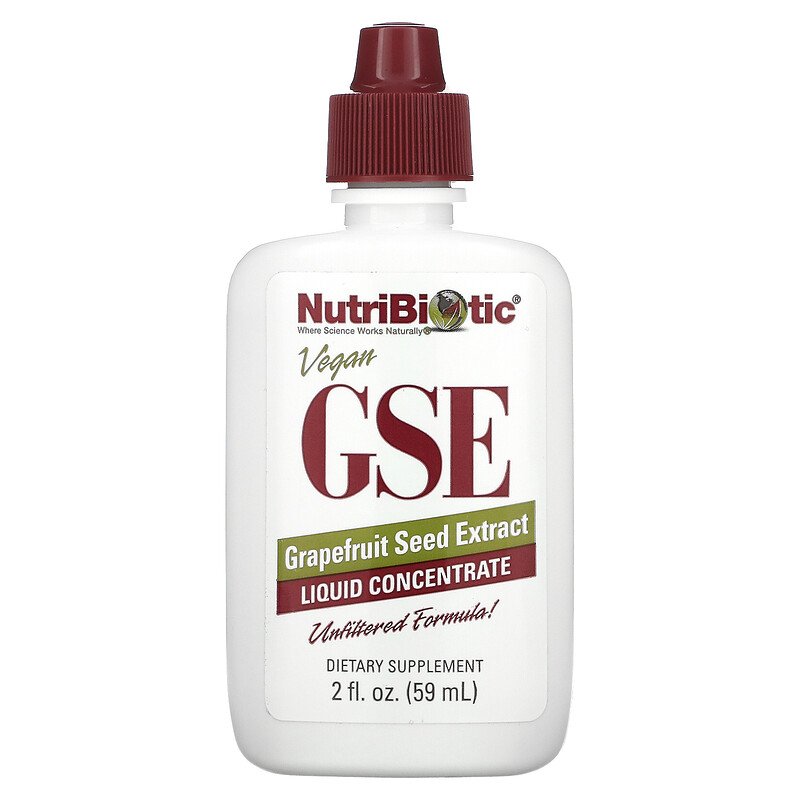 NutriBiotic®
Where Science Works Naturally®
Vegan
GSE
Grapefruit Seed Extract
LIQUID CONCENTRATE
Unfiltered Formula!
DIETARY SUPPLEMENT
2 fl. oz. (59 mL)